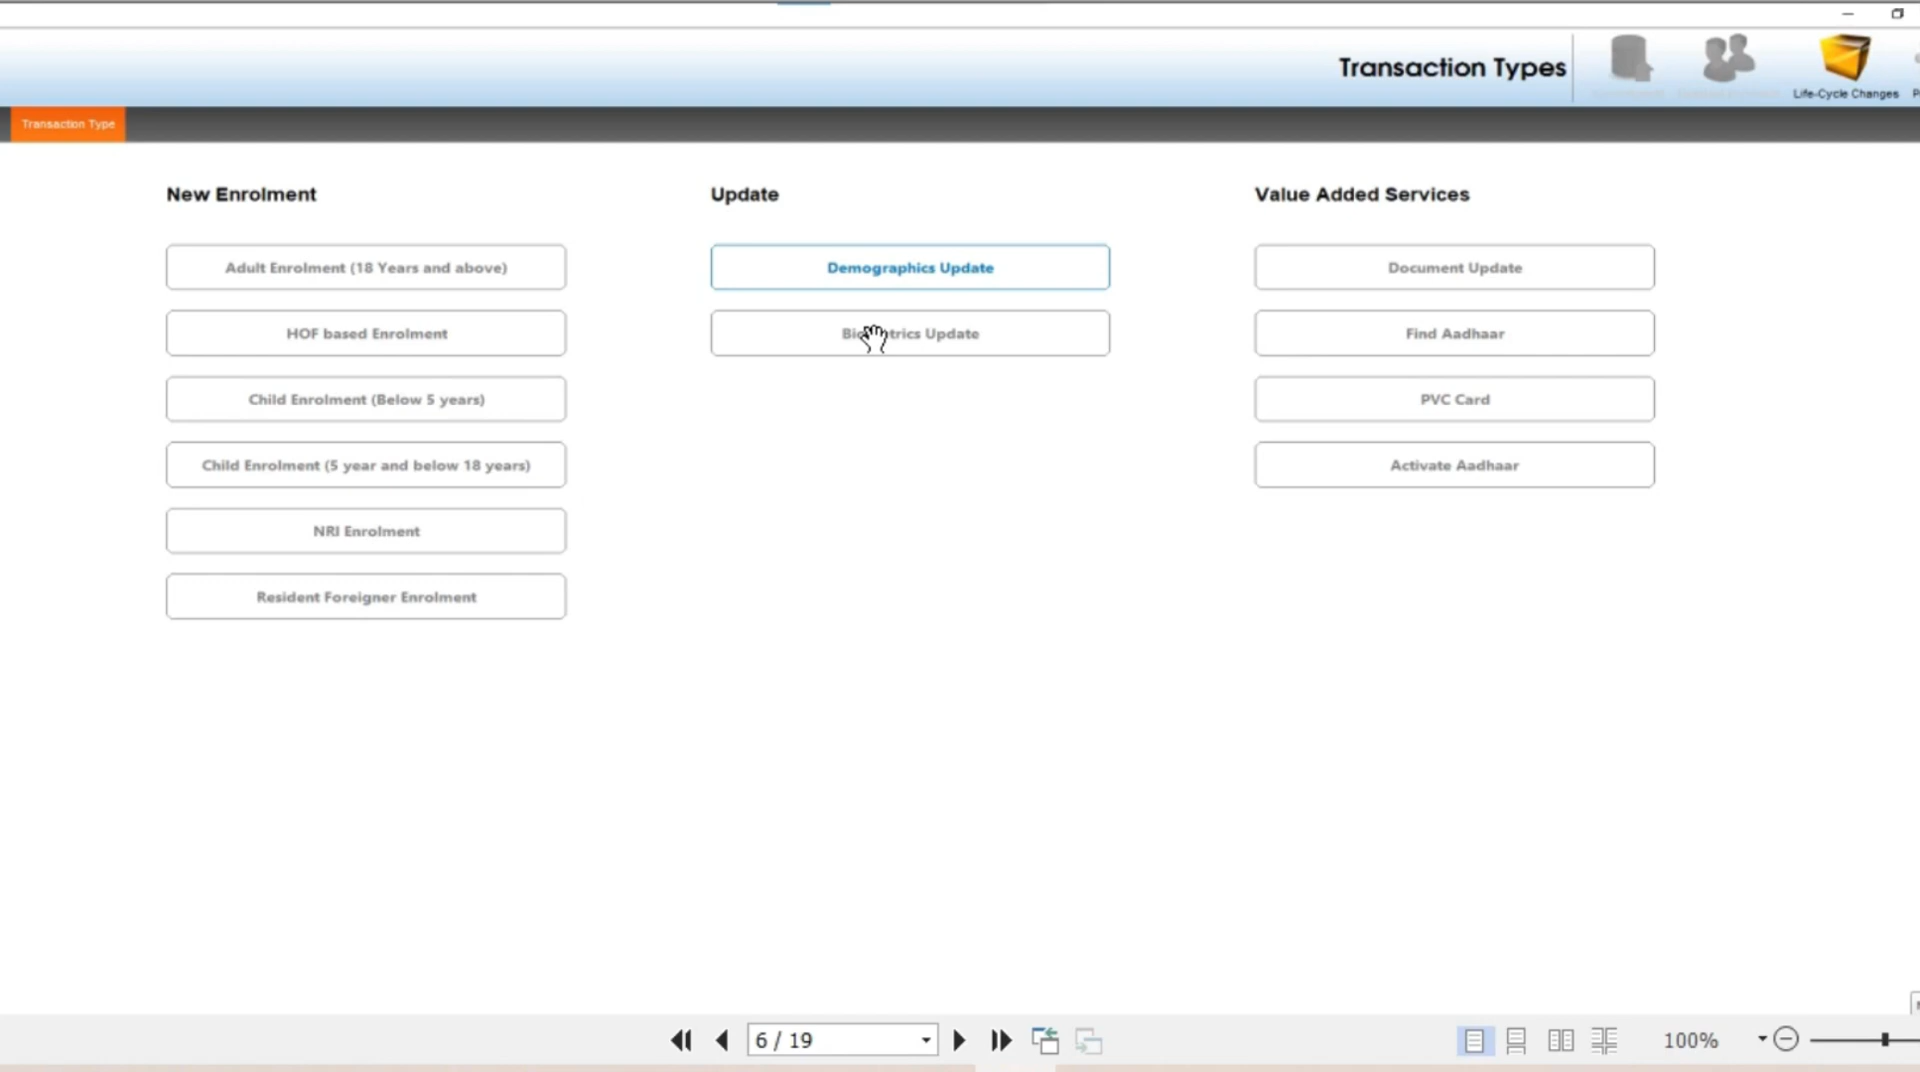 Transaction Types
Life-Cycle Changes
Transaction Type
New Enrolment
Adult Enrolment (18 Years and above)
HOF based Enrolment
Child Enrolment (Below 5 years)
Child Enrolment (5 year and below 18 years)
NRI Enrolment
Resident Foreigner Enrolment
Update
Demographics Update
Biometrics Update
Value Added Services
Document Update
Find Aadhaar
PVC Card
Activate Aadhaar
6 / 19
100%